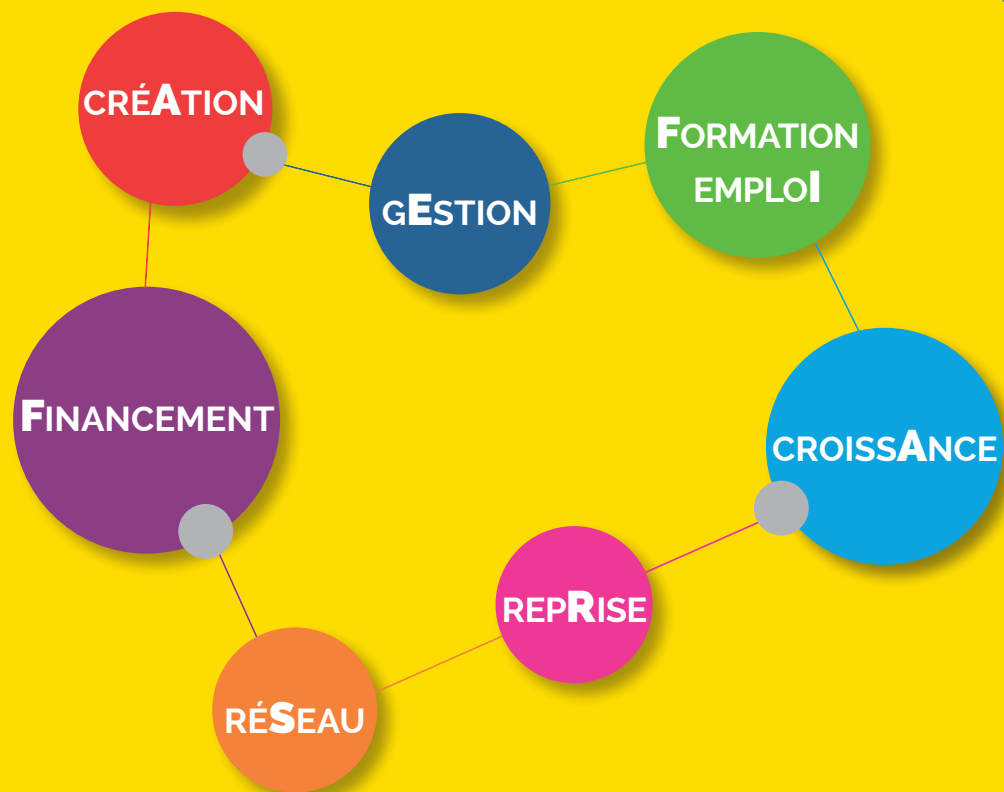 CRÉATION
GESTION
FORMATION
EMPLOI
FINANCEMENT
CROISSANCE
REPRISE
RÉSEAU